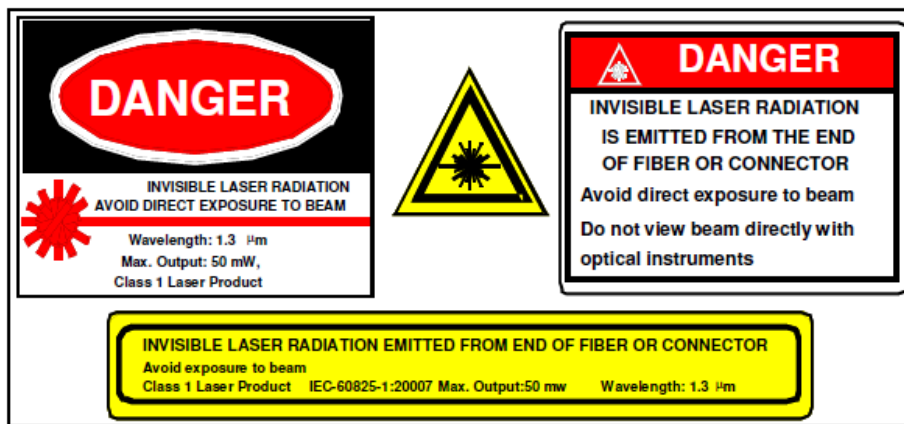 DANGER
INVISIBLE LASER RADIATION
AVOID DIRECT EXPOSURE TO BEAM
Wavelength: 1.3 μm
Max. Output: 50 mW,
Class 1 Laser Product
DANGER
INVISIBLE LASER RADIATION
IS EMITTED FROM THE END
OF FIBER OR CONNECTOR
Avoid direct exposure to beam
Do not view beam directly with
optical instruments
INVISIBLE LASER RADIATION EMITTED FROM END OF FIBER OR CONNECTOR
Avoid exposure to beam
Class 1 Laser Product IEC-60825-1:20007 Max. Output:50 mw Wavelength: 1.3 μm